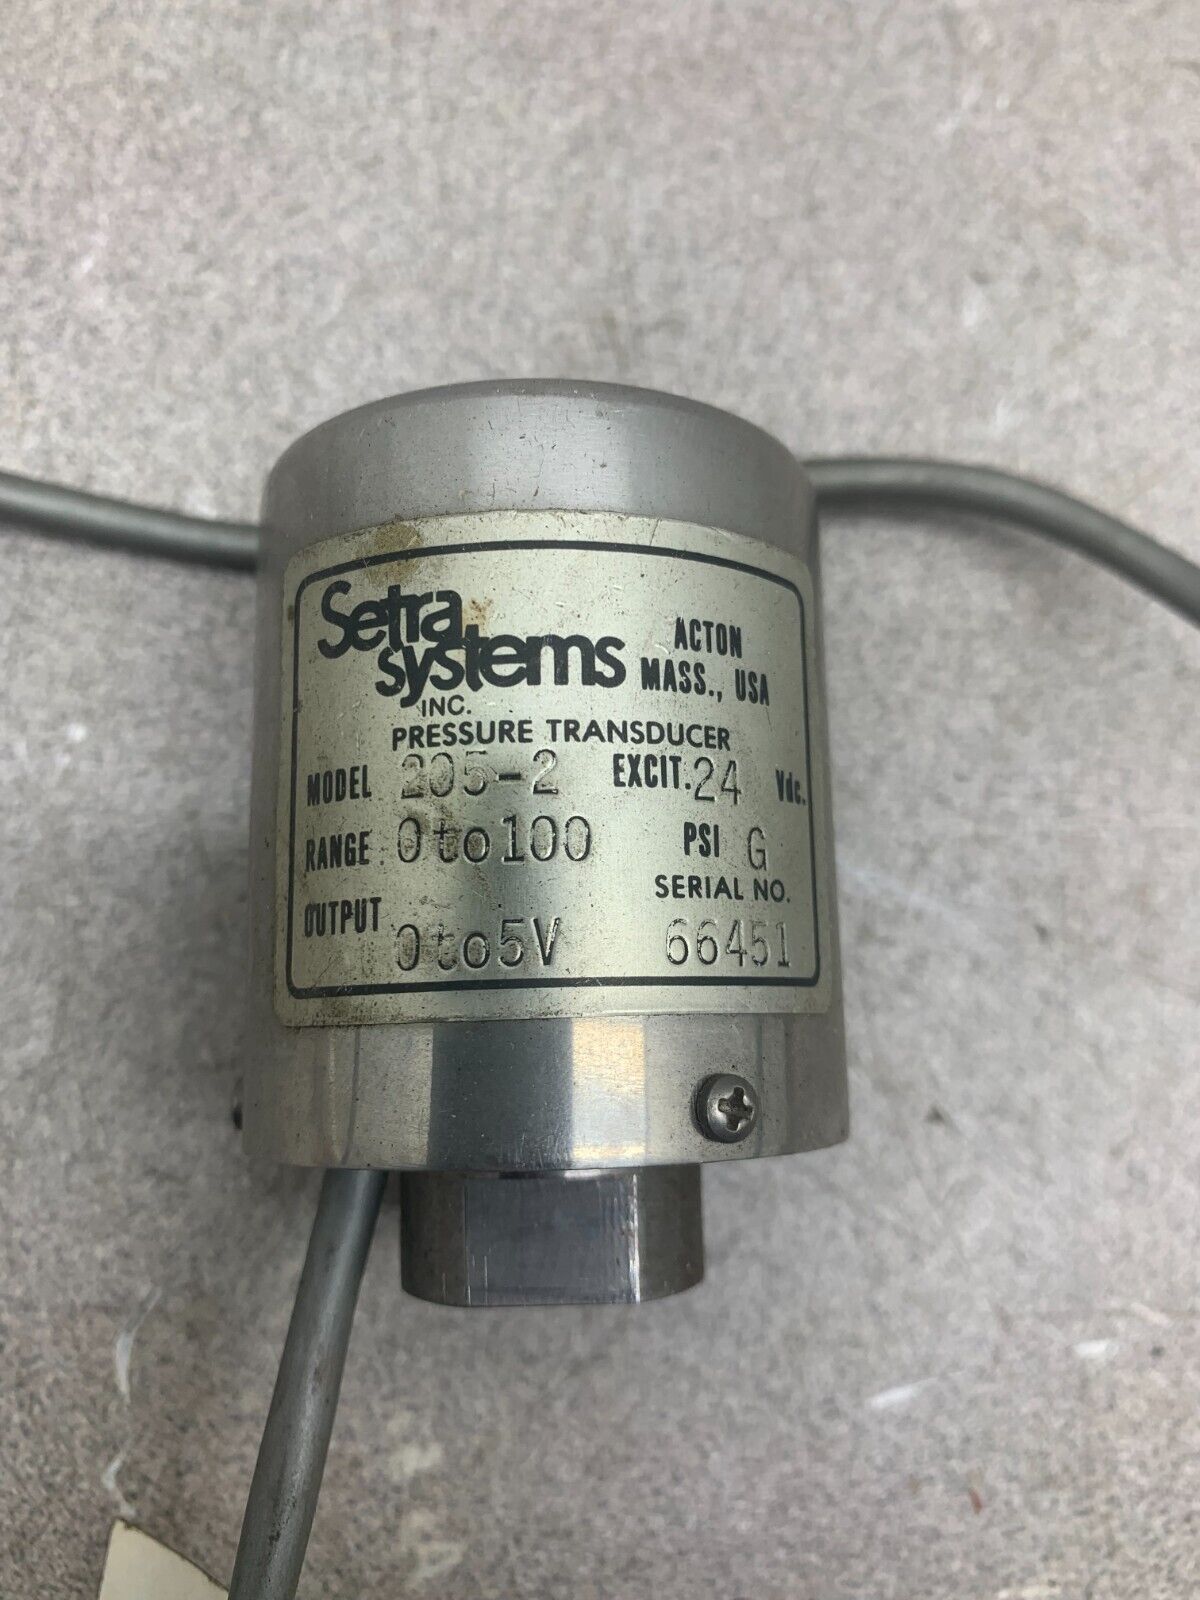 Setra
systems
INC.
ACTON
MASS., USA
PRESSURE TRANSDUCER
MODEL 205-2 EXCIT. 24 Vdc.
RANGE 0to100 PSI G
SERIAL NO.
OUTPUT 0to5V 66451